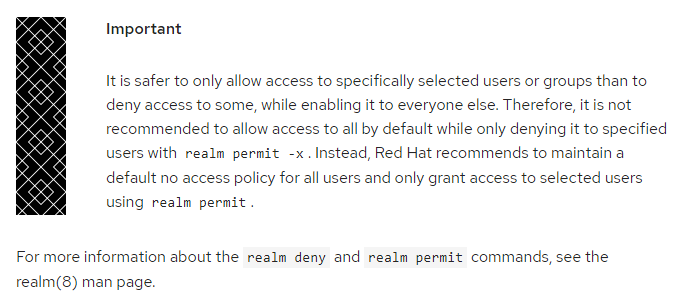 Important
It is safer to only allow access to specifically selected users or groups than to
deny access to some, while enabling it to everyone else. Therefore, it is not
recommended to allow access to all by default while only denying it to specified
users with realm permit -x. Instead, Red Hat recommends to maintain a
default no access policy for all users and only grant access to selected users
using realm permit.
For more information about the realm deny and realm permit commands, see the
realm(8) man page.